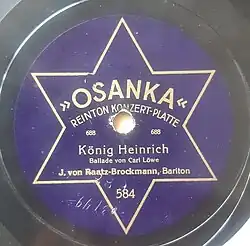 »OSANKA«
REINTON KONZERT-PLATTE
688 688
König Heinrich
Ballade von Carl Löwe
J. von Raatz-Brockmann, Bariton
584